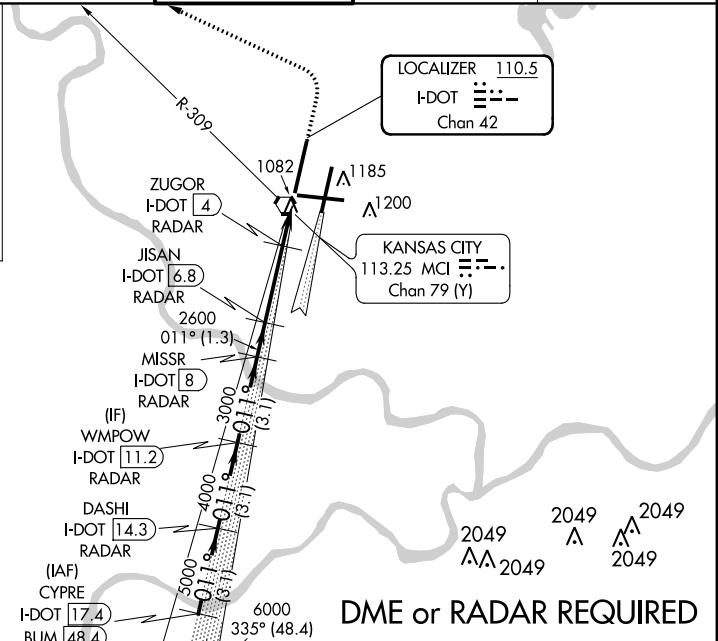 LOCALIZER 110.5
I-DOT
Chan 42
R-309
1082
1185
1200
ZUGOR
I-DOT 4
RADAR
KANSAS CITY
113.25 MCI
Chan 79 (Y)
JISAN
I-DOT 6.8
RADAR
2600
011° (1.3)
MISSR
I-DOT 8
RADAR
3000
011°
(3.1)
(IF)
WMPOW
I-DOT 11.2
RADAR
4000
011°
(3.1)
DASHI
I-DOT 14.3
RADAR
5000
011°
(3.1)
(IAF)
CYPRE
I-DOT 17.4
BUM 48.4
6000
335° (48.4)
2049
2049
2049
2049
2049
DME or RADAR REQUIRED